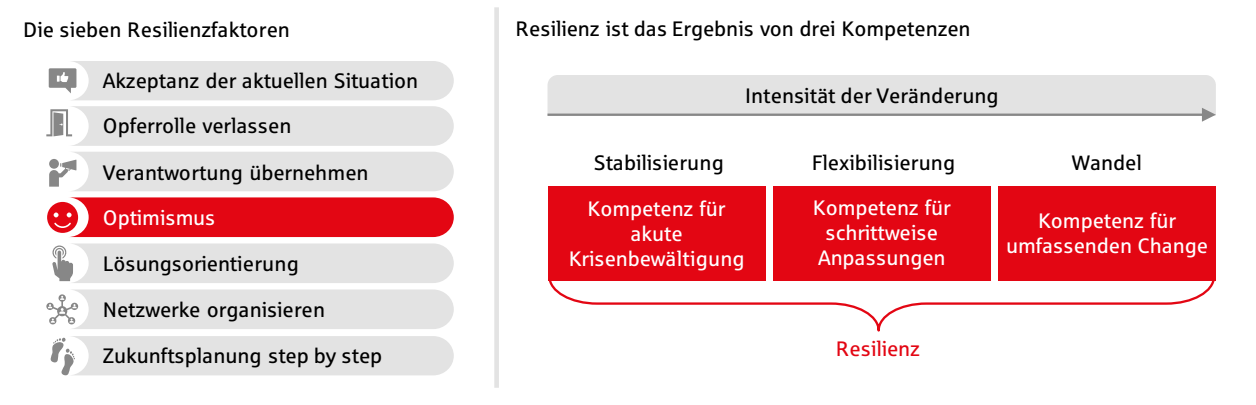 Die sieben Resilienzfaktoren
Akzeptanz der aktuellen Situation
Opferrolle verlassen
Verantwortung übernehmen
Optimismus
Lösungsorientierung
Netzwerke organisieren
Zukunftsplanung step by step
Resilienz ist das Ergebnis von drei Kompetenzen
Intensität der Veränderung
Stabilisierung
Kompetenz für
akute
Krisenbewältigung
Flexibilisierung
Kompetenz für
schrittweise
Anpassungen
Wandel
Kompetenz für
umfassenden Change
Resilienz